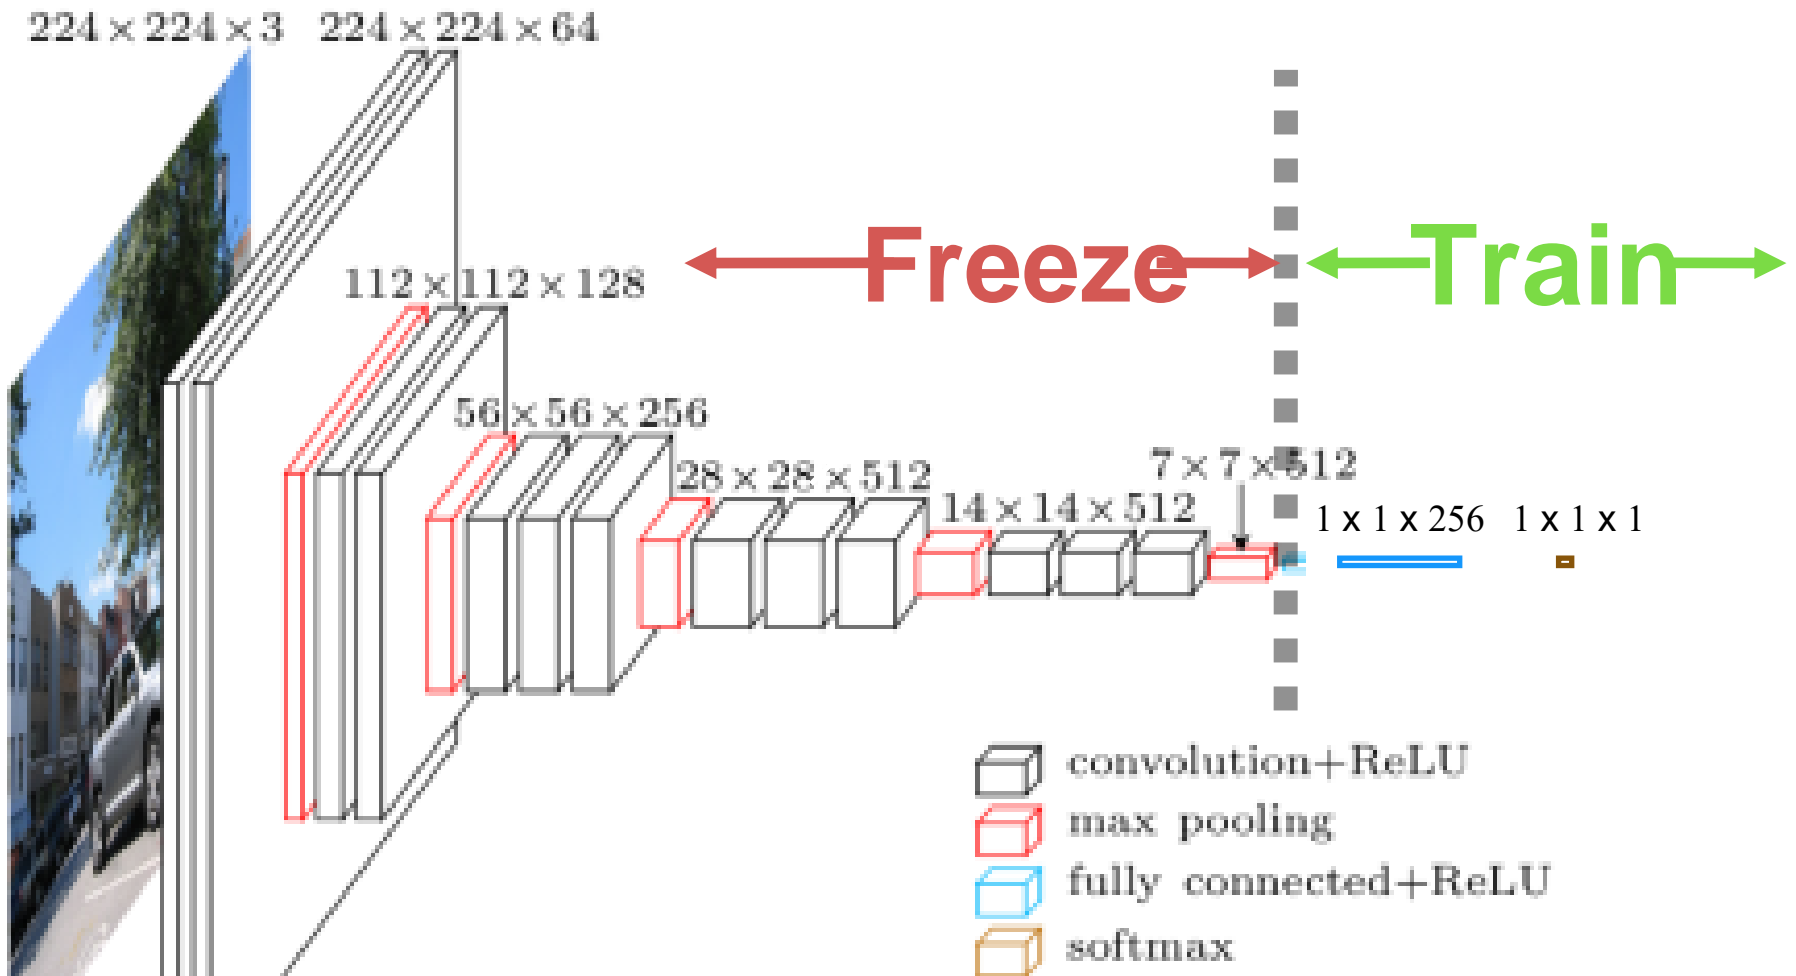 224 × 224 × 3
224 × 224 × 64
112 × 112 × 128
56 × 56 × 256
28 × 28 × 512
14 × 14 × 512
7 × 7 × 512
1 x 1 x 256
1 x 1 x 1
Freeze
Train
convolution+ReLU
max pooling
fully connected+ReLU
softmax